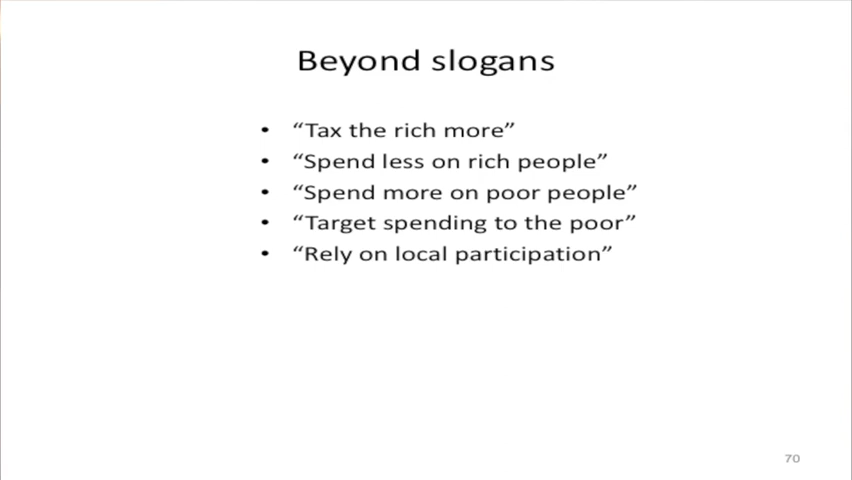 Beyond slogans
• “Tax the rich more”
• “Spend less on rich people”
• “Spend more on poor people”
• “Target spending to the poor”
• “Rely on local participation”
70